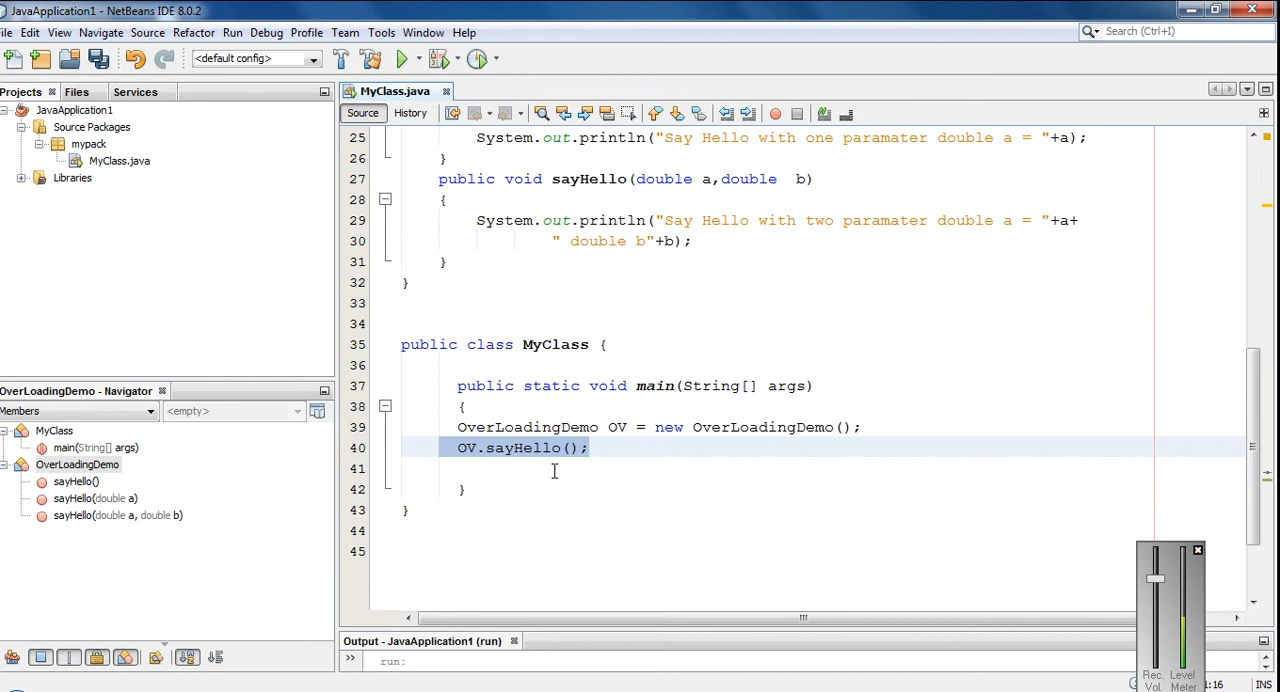 JavaApplication1 - NetBeans IDE 8.0.2
File Edit View Navigate Source Refactor Run Debug Profile Team Tools Window Help
Search (Ctrl+I)
<default config>
Projects Files Services
JavaApplication1
Source Packages
mypack
MyClass.java
Libraries
OverLoadingDemo - Navigator
Members <empty>
MyClass
main(String[] args)
OverLoadingDemo
sayHello()
sayHello(double a)
sayHello(double a, double b)
MyClass.java
Source History
25 System.out.println("Say Hello with one paramater double a = "+a);
26 }
27 public void sayHello(double a,double  b)
28 {
29 System.out.println("Say Hello with two paramater double a = "+a+
30 " double b"+b);
31 }
32 }
33
34
35 public class MyClass {
36
37 public static void main(String[] args)
38 {
39 OverLoadingDemo OV = new OverLoadingDemo();
40 OV.sayHello();
41
42 }
43 }
44
45
Output - JavaApplication1 (run)
run:
Rec. Level
Vol. Meter
1:16 INS